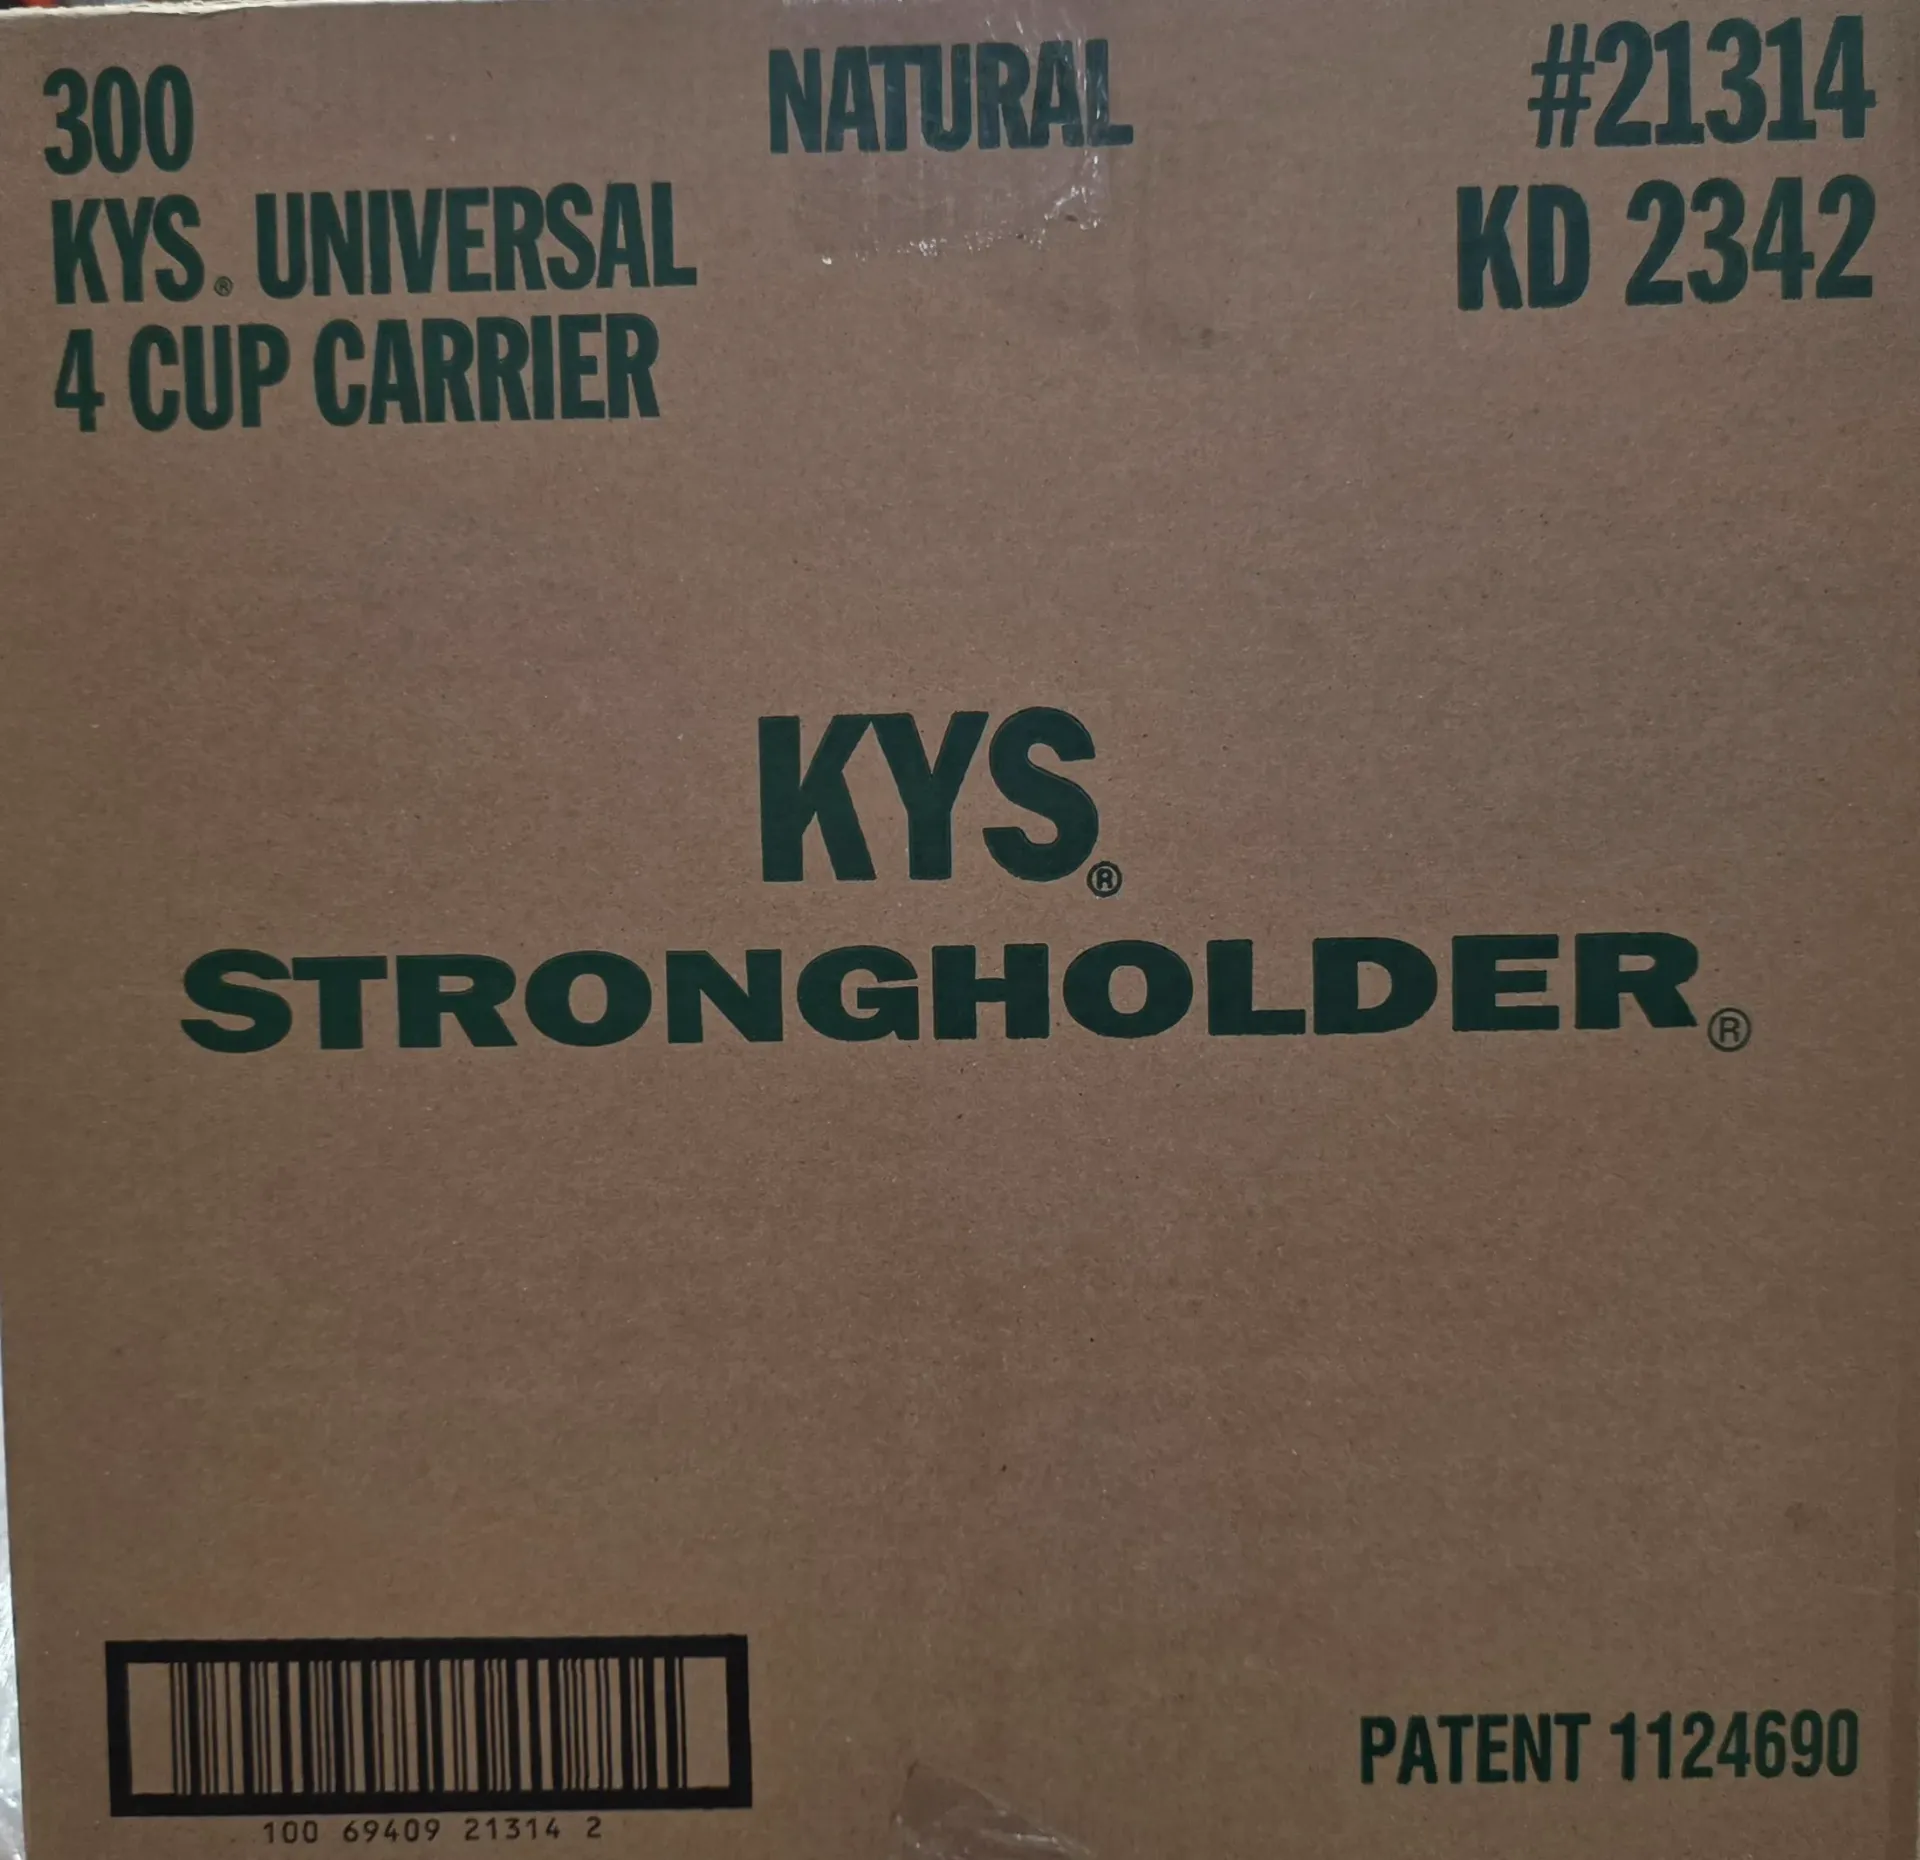 300
NATURAL
#21314
KYS® UNIVERSAL
KD 2342
4 CUP CARRIER
KYS®
STRONGHOLDER®
100 69409 21314 2
PATENT 1124690